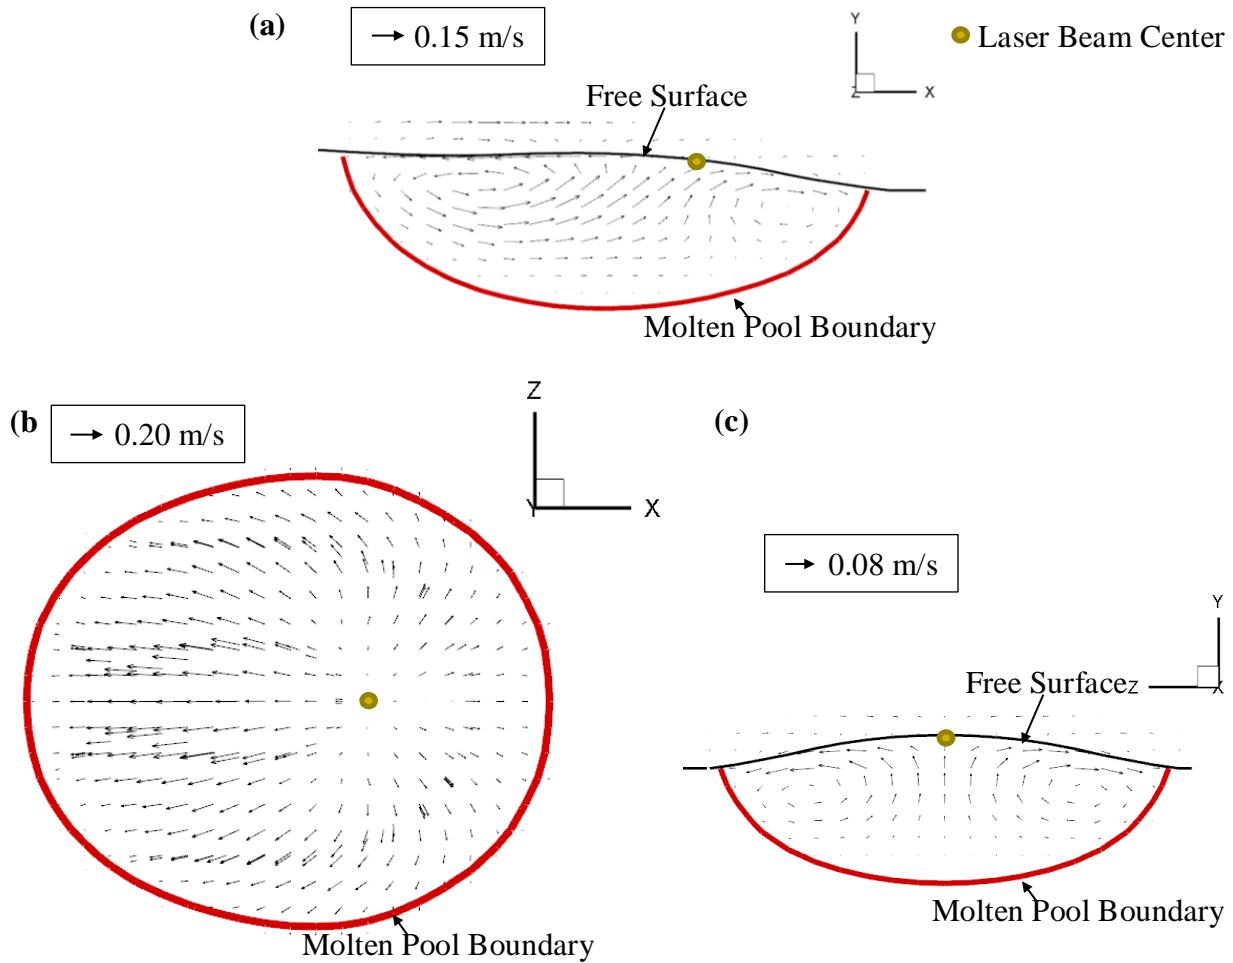 (a)
0.15 m/s
Y
Z
X
Laser Beam Center
Free Surface
Molten Pool Boundary
(b
0.20 m/s
Z
Y
X
Molten Pool Boundary
(c)
0.08 m/s
Y
Z
X
Free Surface
Molten Pool Boundary